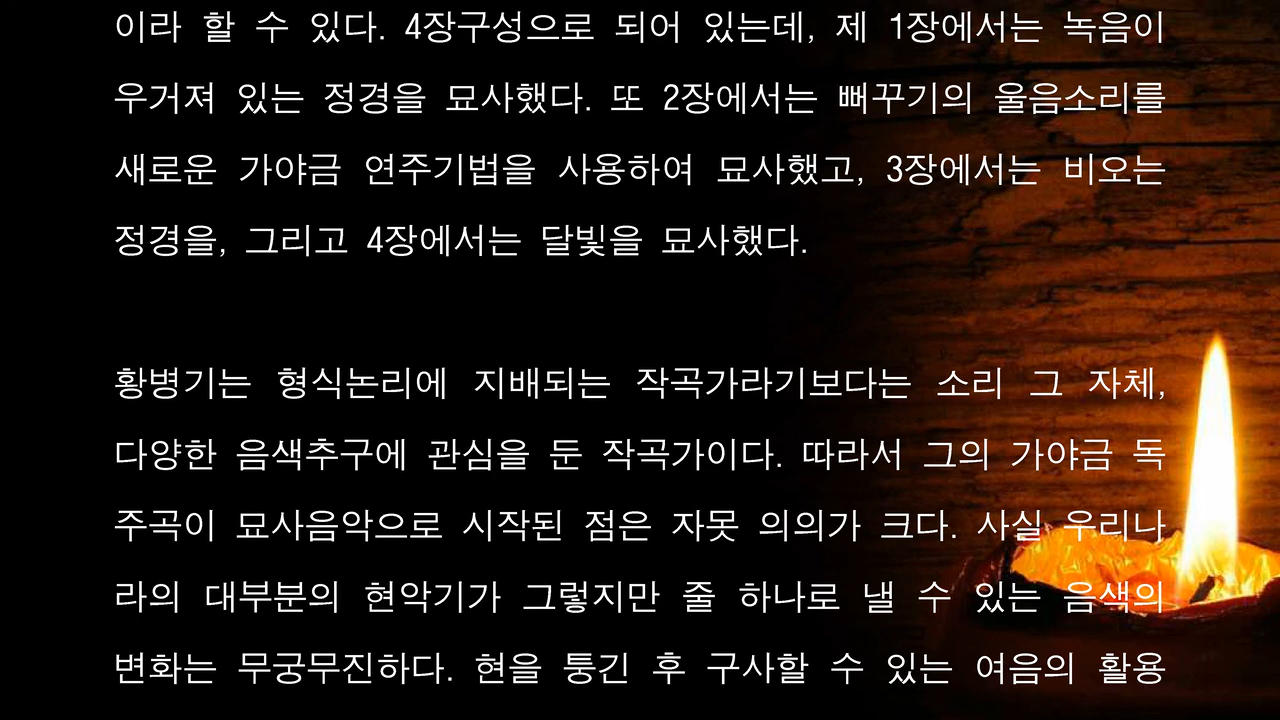 이라 할 수 있다. 4장구성으로 되어 있는데, 제 1장에서는 녹음이
우거져 있는 정경을 묘사했다. 또 2장에서는 뻐꾸기의 울음소리를
새로운 가야금 연주기법을 사용하여 묘사했고, 3장에서는 비오는
정경을, 그리고 4장에서는 달빛을 묘사했다.
황병기는 형식논리에 지배되는 작곡가라기보다는 소리 그 자체,
다양한 음색추구에 관심을 둔 작곡가이다. 따라서 그의 가야금 독
주곡이 묘사음악으로 시작된 점은 자못 의의가 크다. 사실 우리나
라의 대부분의 현악기가 그렇지만 줄 하나로 낼 수 있는 음색의
변화는 무궁무진하다. 현을 퉁긴 후 구사할 수 있는 여음의 활용